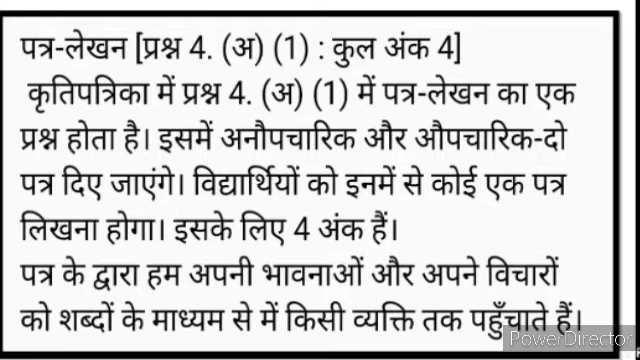 पत्र-लेखन [प्रश्न 4. (अ) (1) : कुल अंक 4]
कृतिपत्रिका में प्रश्न 4. (अ) (1) में पत्र-लेखन का एक
प्रश्न होता है। इसमें अनौपचारिक और औपचारिक-दो
पत्र दिए जाएंगे। विद्यार्थियों को इनमें से कोई एक पत्र
लिखना होगा। इसके लिए 4 अंक हैं।
पत्र के द्वारा हम अपनी भावनाओं और अपने विचारों
को शब्दों के माध्यम से में किसी व्यक्ति तक पहुँचाते हैं।
PowerDirector